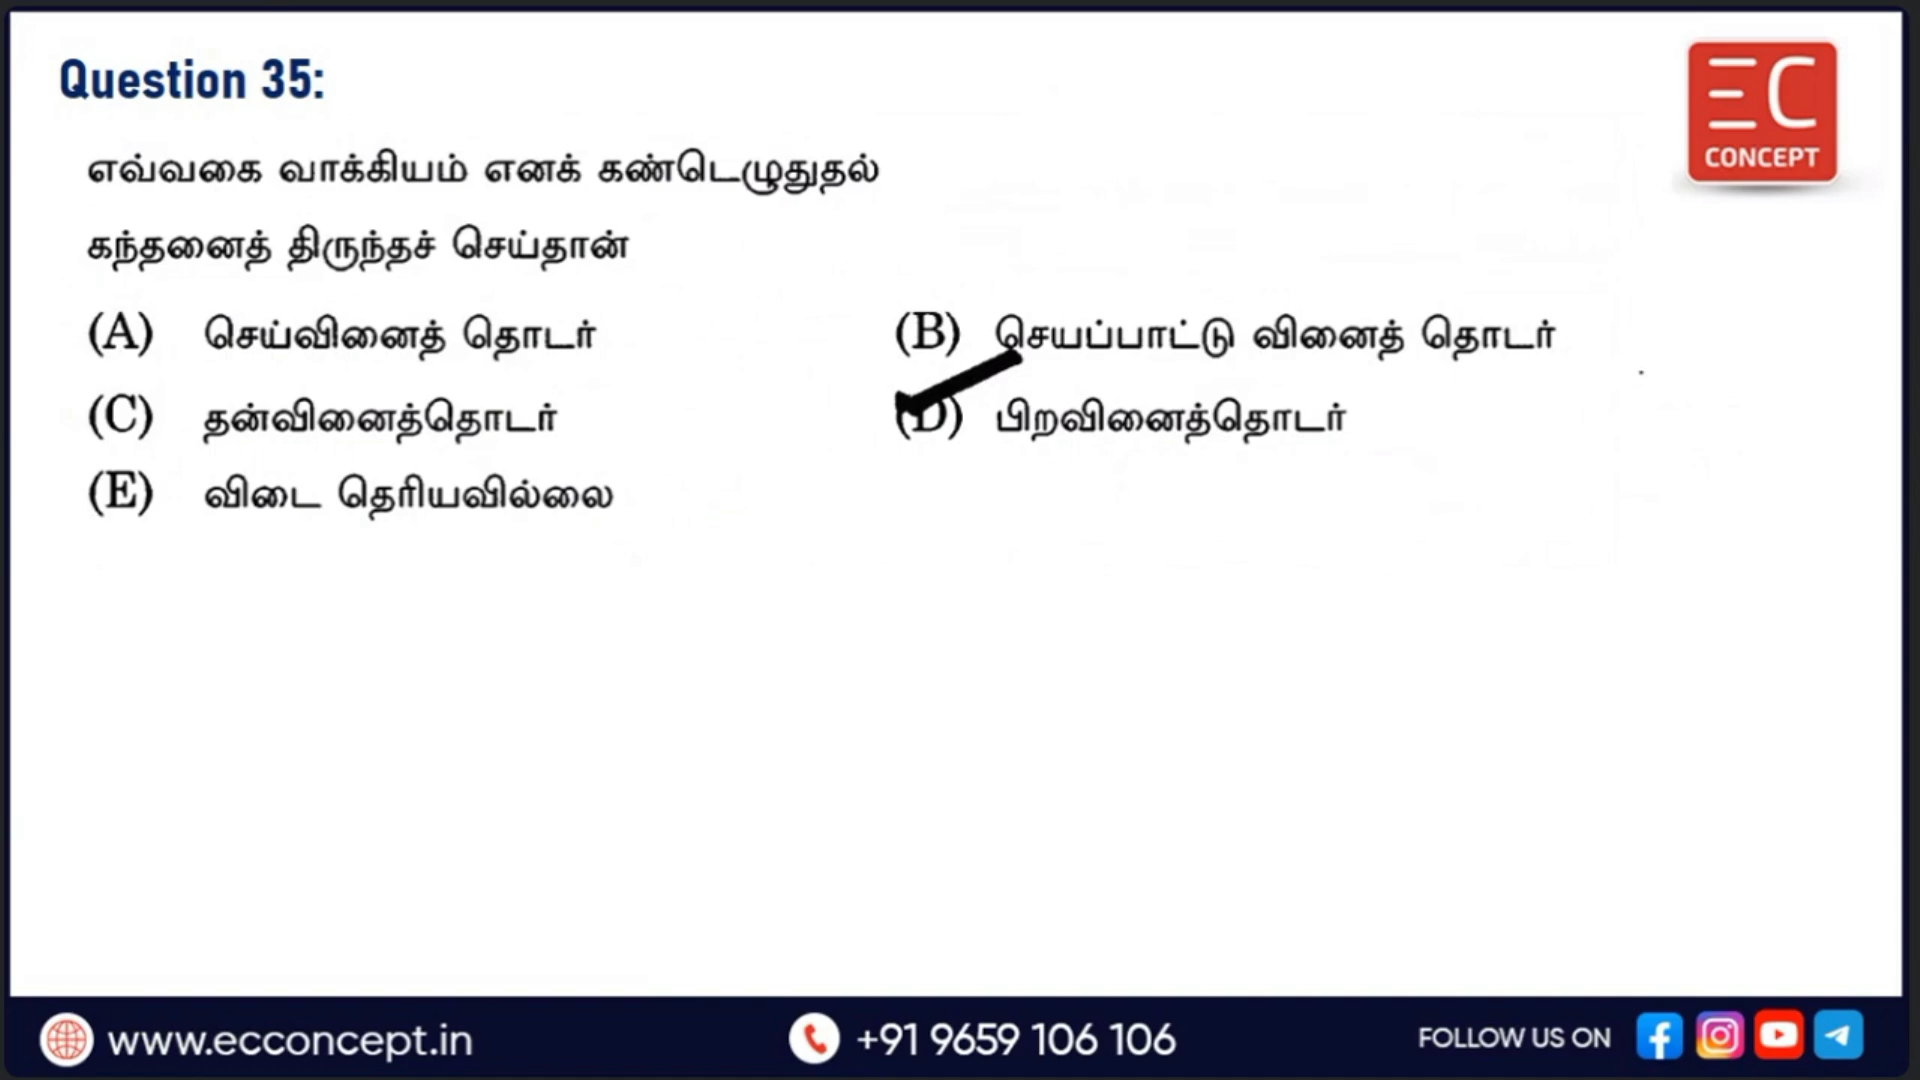 Question 35:
EC
CONCEPT
எவ்வகை வாக்கியம் எனக் கண்டெழுதுதல்
கந்தனைத் திருந்தச் செய்தான்
(A) செய்வினைத் தொடர்
(B) செயப்பாட்டு வினைத் தொடர்
(C) தன்வினைத்தொடர்
(D) பிறவினைத்தொடர்
(E) விடை தெரியவில்லை
www.ecconcept.in
+91 9659 106 106
FOLLOW US ON